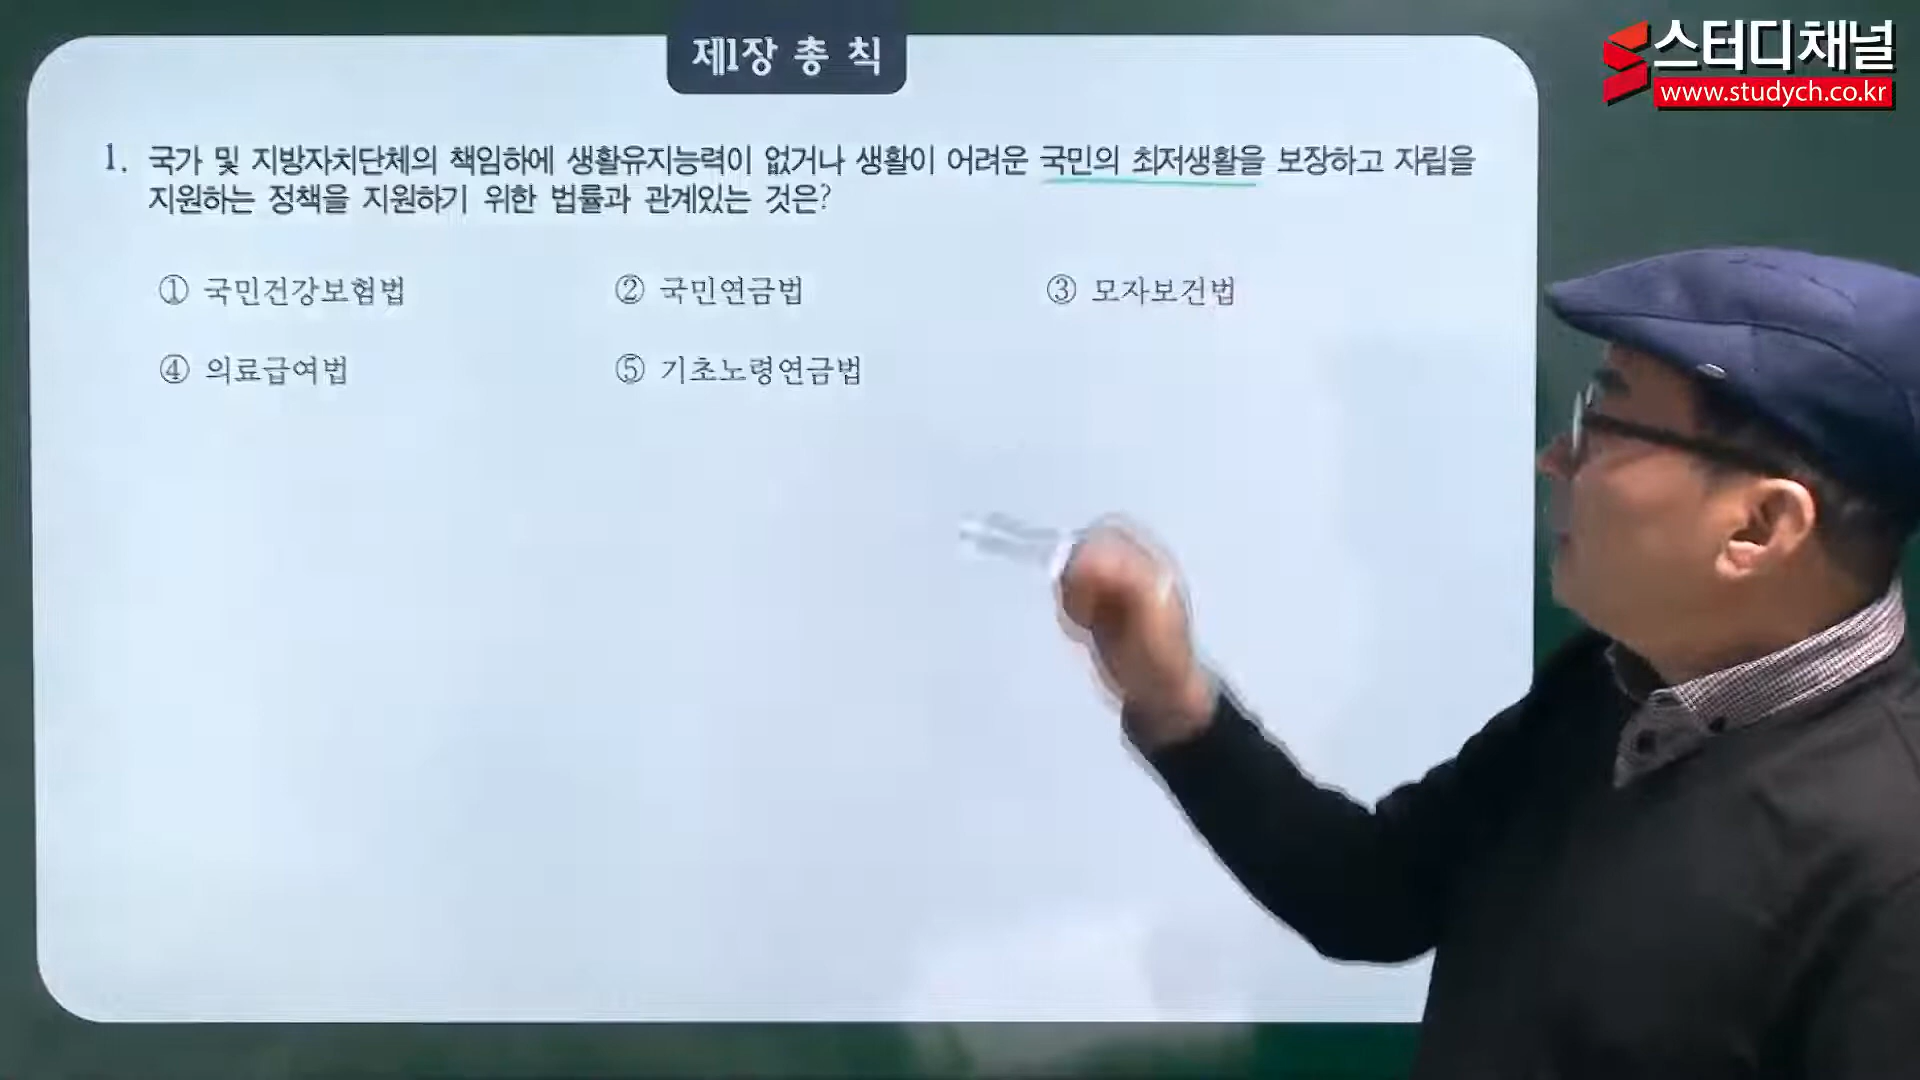 제1장 총 칙
스터디채널
www.studych.co.kr
1. 국가 및 지방자치단체의 책임하에 생활유지능력이 없거나 생활이 어려운 국민의 최저생활을 보장하고 자립을
지원하는 정책을 지원하기 위한 법률과 관계있는 것은?
① 국민건강보험법 ② 국민연금법 ③ 모자보건법
④ 의료급여법 ⑤ 기초노령연금법